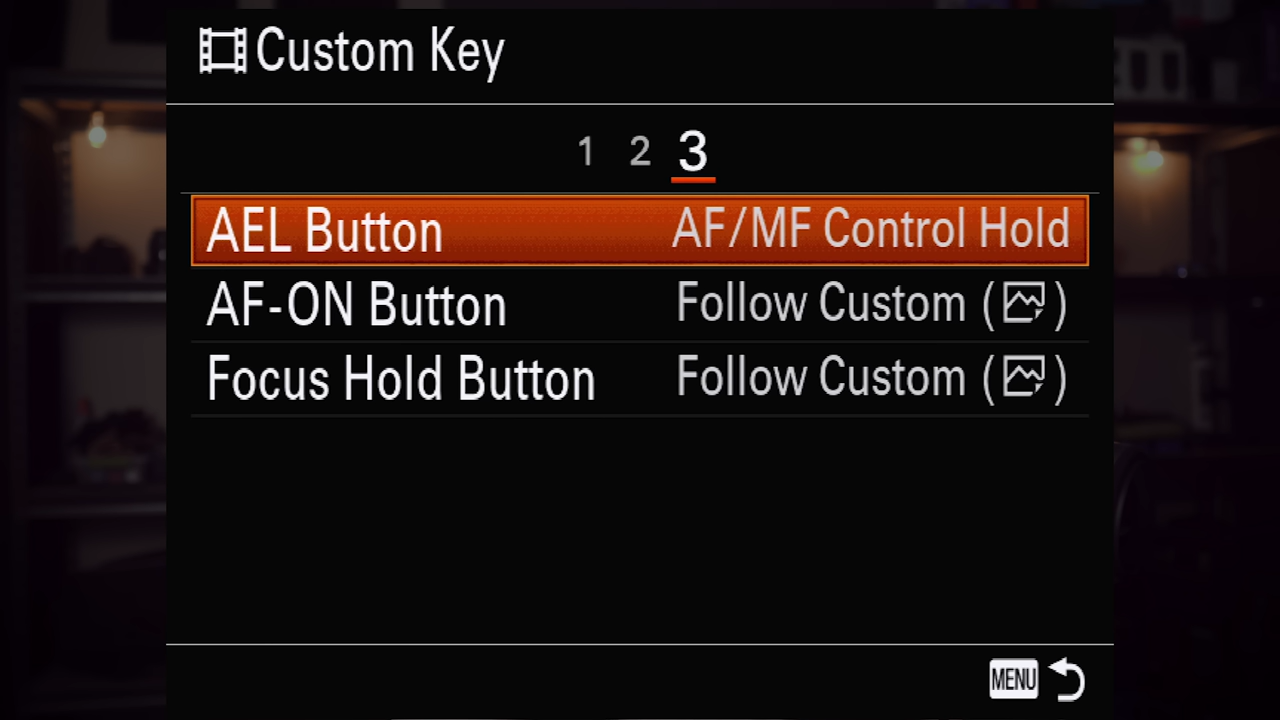 Custom Key
1 2 3
AEL Button AF/MF Control Hold
AF-ON Button Follow Custom ( )
Focus Hold Button Follow Custom ( )
MENU